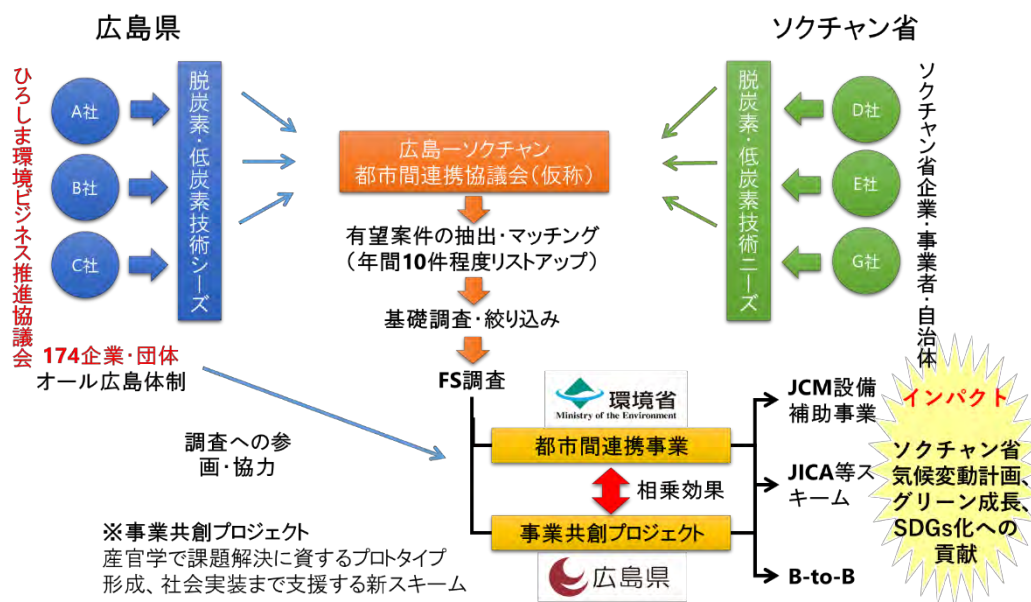 広島県
ソクチャン省
ひろしま環境ビジネス推進協議会
A社
B社
C社
脱炭素・低炭素技術シーズ
広島ーソクチャン
都市間連携協議会(仮称)
脱炭素・低炭素技術ニーズ
D社
E社
G社
ソクチャン省企業・事業者・自治体
有望案件の抽出・マッチング
(年間10件程度リストアップ)
基礎調査・絞り込み
FS調査
174企業・団体
オール広島体制
調査への参
画・協力
環境省
Ministry of the Environment
都市間連携事業
相乗効果
事業共創プロジェクト
広島県
JCM設備
補助事業
JICA等ス
キーム
B-to-B
インパクト
ソクチャン省
気候変動計画、
グリーン成長、
SDGs化への
貢献
※事業共創プロジェクト
産官学で課題解決に資するプロトタイプ
形成、社会実装まで支援する新スキーム